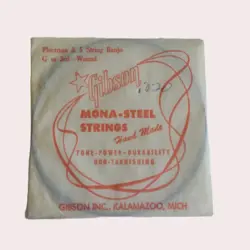 Plectrum & 5 String Banjo
G or 3rd - Wound
Gibson
MONA-STEEL
STRINGS
Hand-Made
TONE-POWER-DURABILITY
NON-TARNISHING
GIBSON INC., KALAMAZOO, MICH